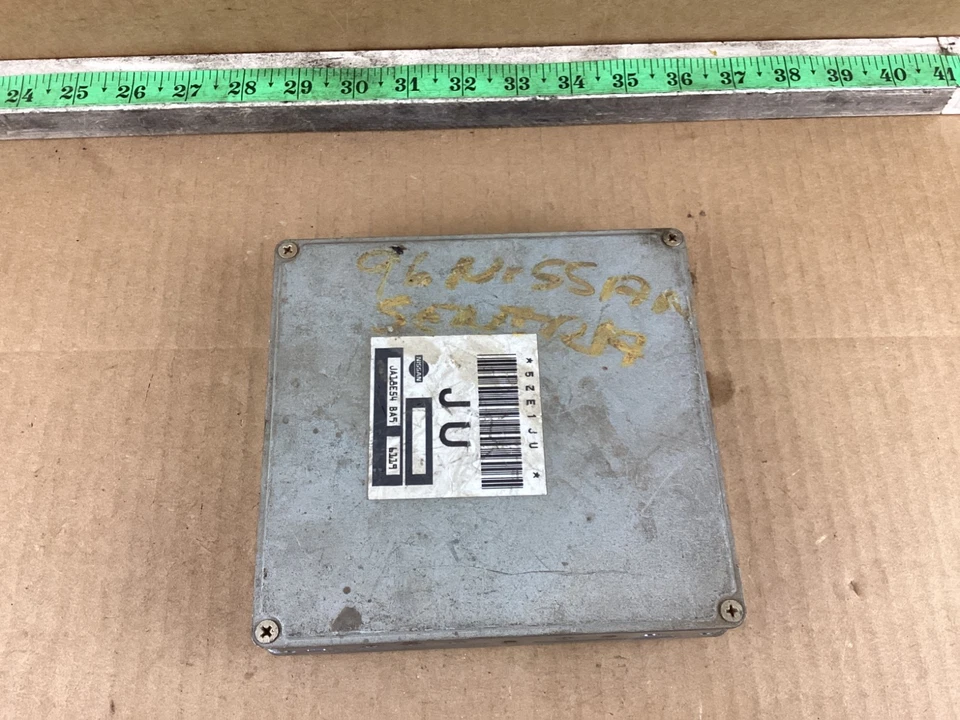 24 25 26 27 28 29 30 31 32 33 34 35 36 37 38 39 40 41
96 NISSAN
SENTRA
*5ZE1JU*
JU
NISSAN
JA18E54 BA5 6229